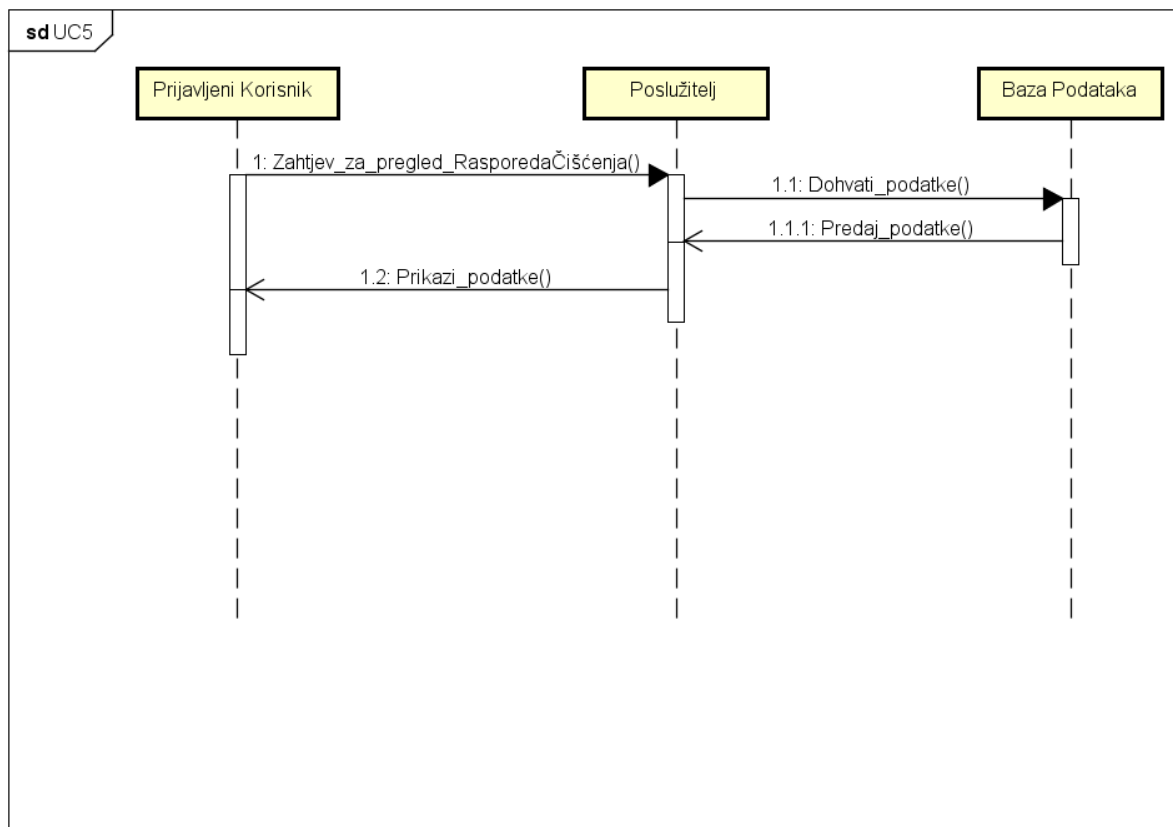 sd UC5
Prijavljeni Korisnik
Poslužitelj
Baza Podataka
1: Zahtjev_za_pregled_RasporedaČišćenja()
1.1: Dohvati_podatke()
1.1.1: Predaj_podatke()
1.2: Prikazi_podatke()